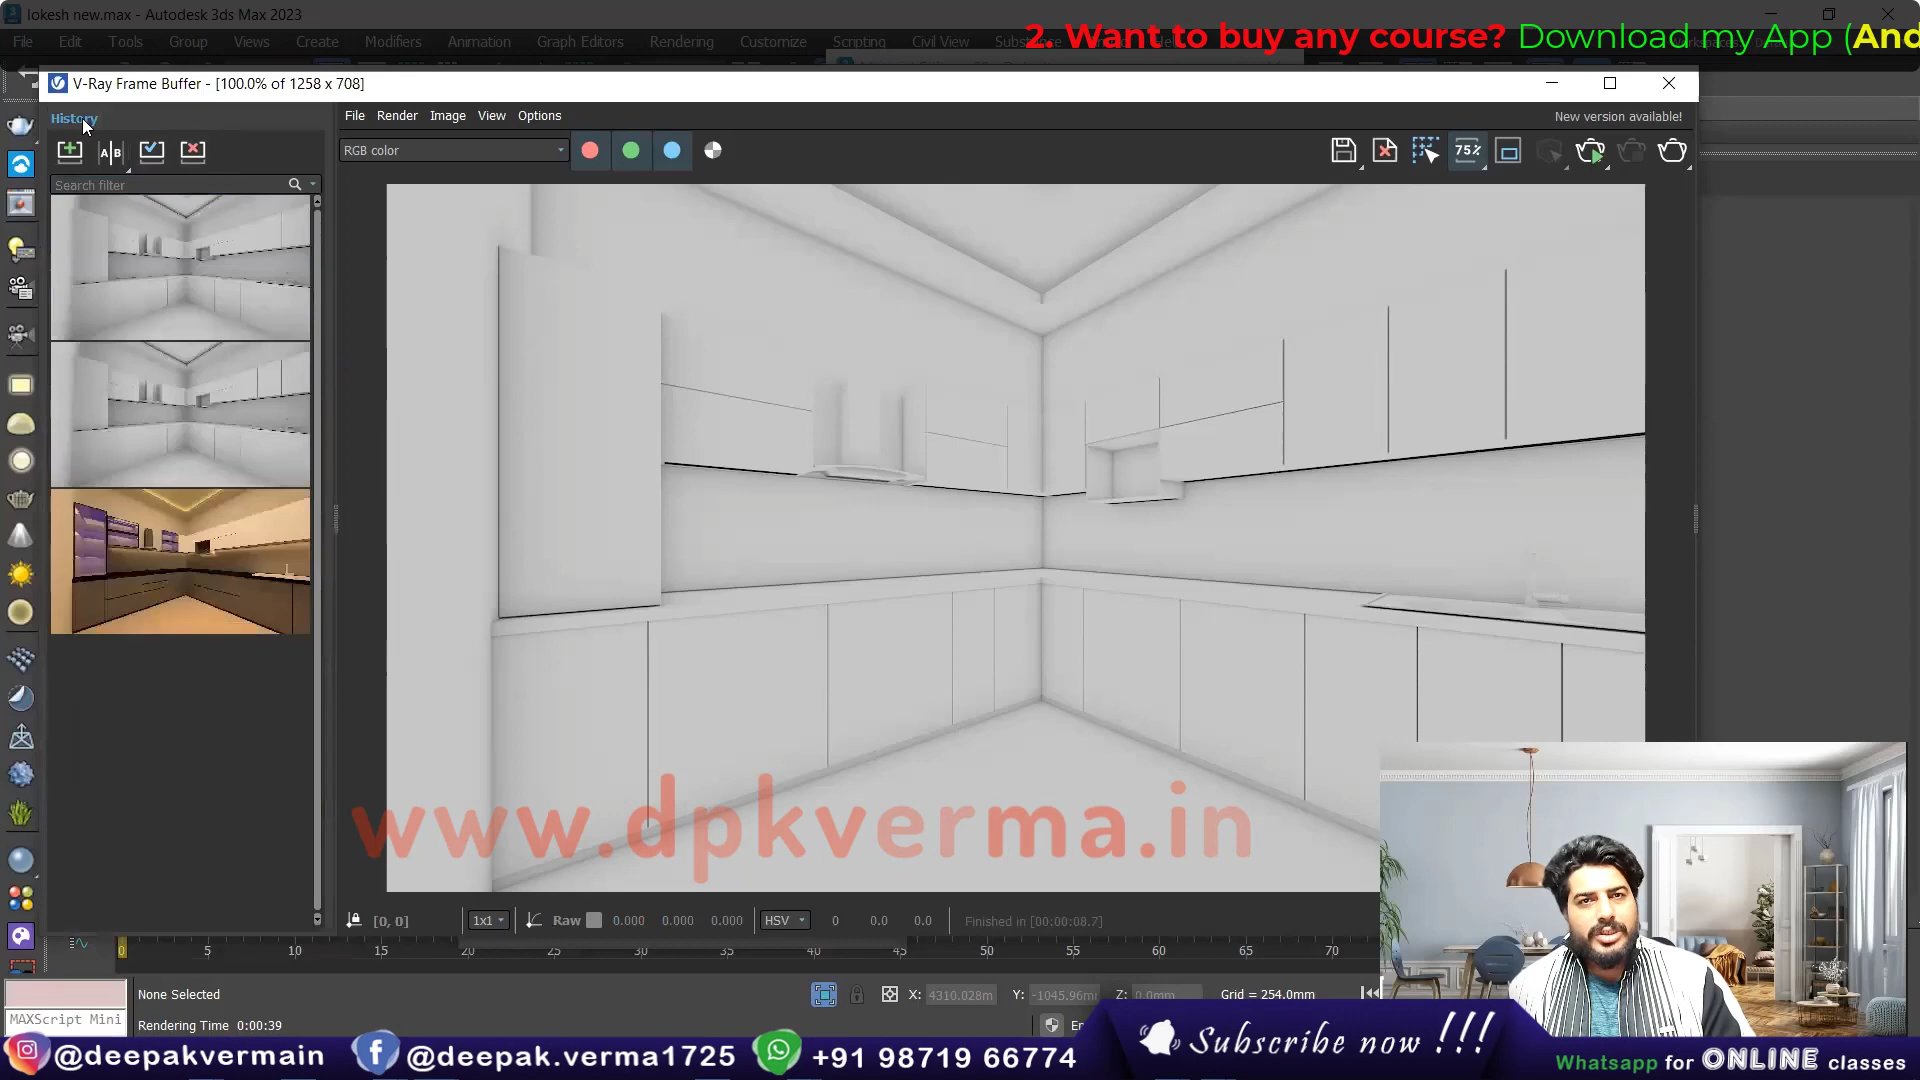 lokesh new.max - Autodesk 3ds Max 2023
2. Want to buy any course? Download my App (And
File Edit Tools Group Views Create Modifiers Animation Graph Editors Rendering Customize Scripting Civil View
V-Ray Frame Buffer - [100.0% of 1258 x 708]
History
File Render Image View Options
New version available!
A|B
RGB color
75%
Search filter
www.dpkverma.in
[0, 0]
1x1
Raw 0.000 0.000 0.000
HSV 0 0.0 0.0
Finished in [00:00:08.7]
0 5 10 15 20 25 30 35 40 45 50 55 60 65 70
None Selected
X: 4310.028m Y: -1045.96m Z: 0.0mm Grid = 254.0mm
MAXScript Mini
Rendering Time 0:00:39
@deepakvermain
@deepak.verma1725
+91 98719 66774
Subscribe now !!!
Whatsapp for ONLINE classes